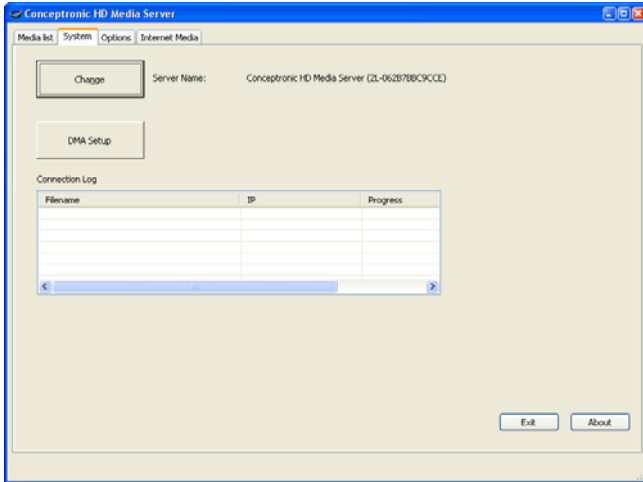 Conceptronic HD Media Server
Media list System Options Internet Media
Change Server Name: Conceptronic HD Media Server (2L-062B7BBC9CCE)
DMA Setup
Connection Log
Filename IP Progress
Exit About